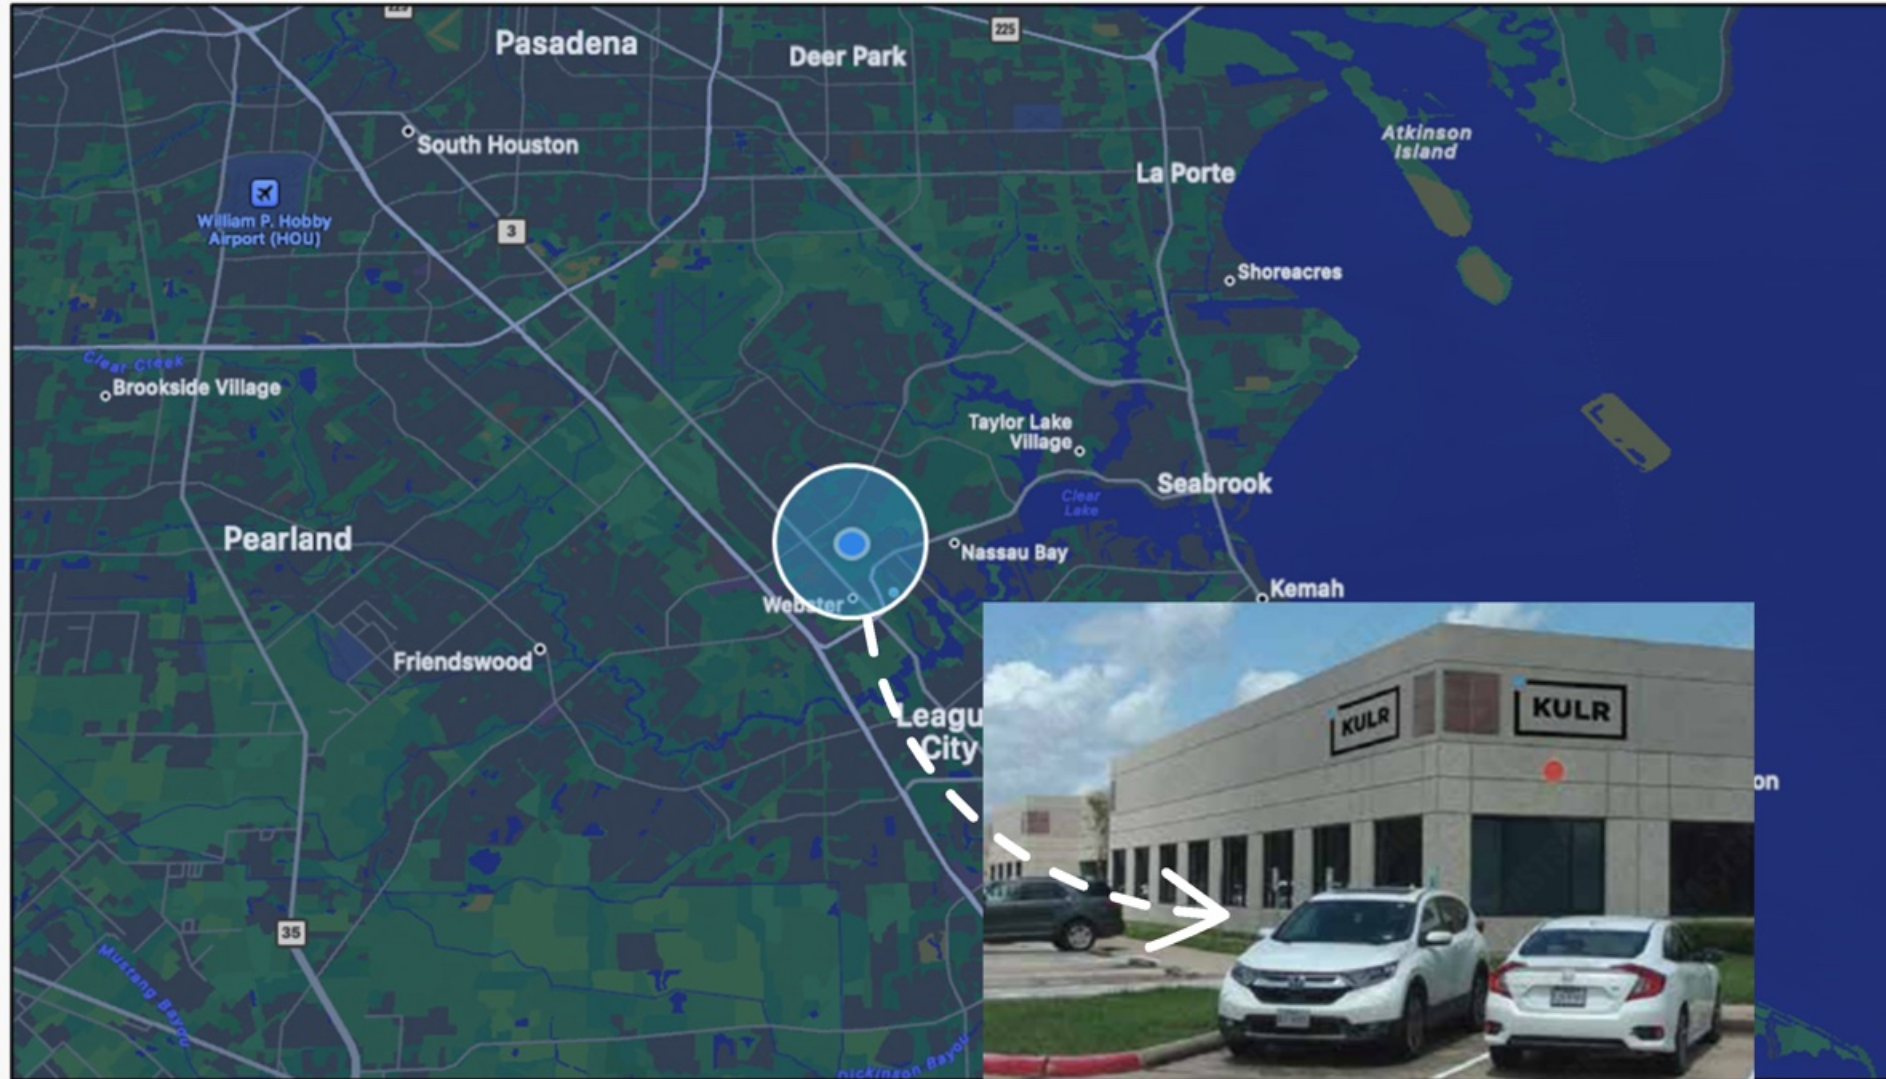 225
Pasadena
Deer Park
225
South Houston
Atkinson
Island
La Porte
William P. Hobby
Airport (HOU)
3
Shoreacres
Clear Creek
Brookside Village
Taylor Lake
Village
Seabrook
Clear
Lake
Pearland
Nassau Bay
Kemah
Webster
Friendswood
KULR
KULR
Leagu
City
on
35
Mustang Bayou
Dickinson Bayou